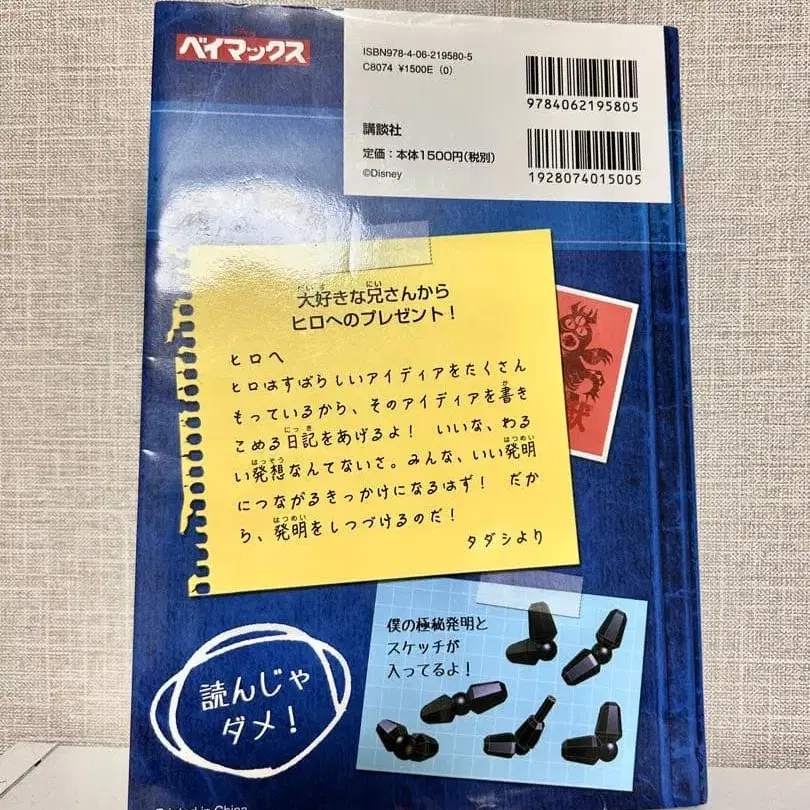 ベイマックス
ISBN978-4-06-219580-5
C8074 ¥1500E (0)
9784062195805
講談社
定価:本体1500円(税別)
©Disney
1928074015005
大好きな兄さんから
ヒロへのプレゼント!
ヒロへ
ヒロはすばらしいアイディアをたくさん
もっているから、そのアイディアを書き
こめる日記をあげるよ! いいな、わる
い発想なんてないさ。みんな、いい発明
につながるきっかけになるはず! だか
ら、発明をしつづけるのだ!
タダシより
獣
僕の極秘発明と
スケッチが
入ってるよ!
読んじゃ
ダメ!
Printed in China